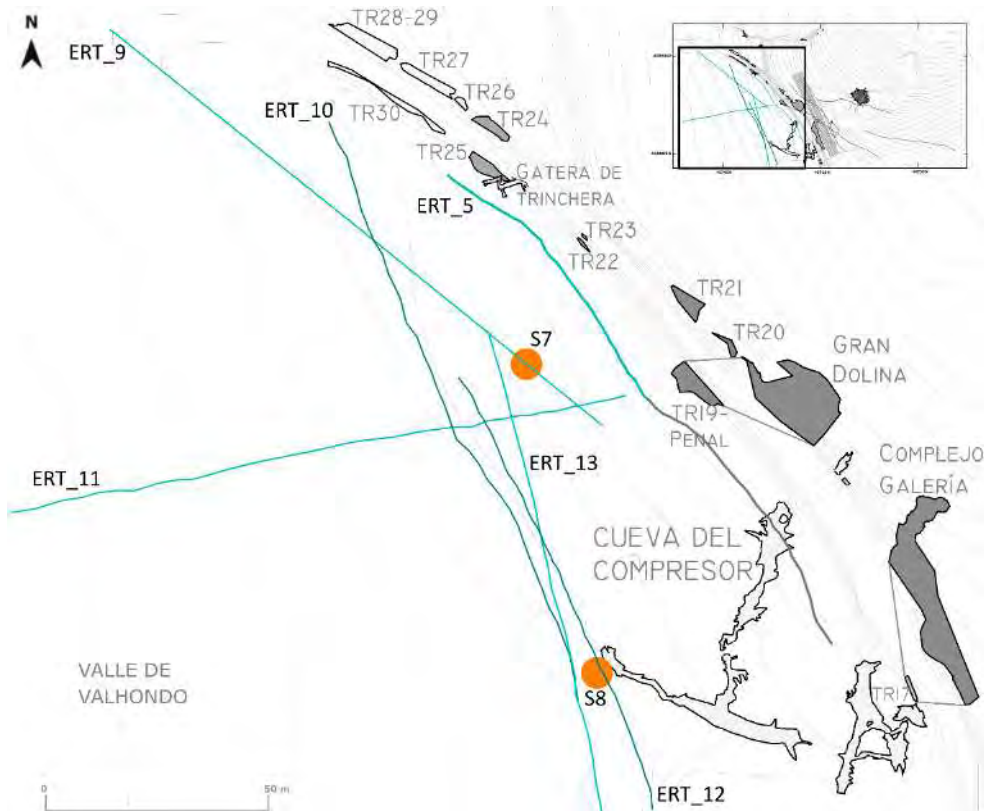 N
TR28-29
ERT_9
TR27
TR26
ERT_10
TR30
TR24
TR25
GATERA DE
TRINCHERA
ERT_5
TR23
TR22
TR21
TR20
S7
GRAN
DOLINA
TR19-
PENAL
ERT_11
ERT_13
COMPLEJO
GALERÍA
CUEVA DEL
COMPRESOR
VALLE DE
VALHONDO
S8
TR17
0
50 m.
ERT_12